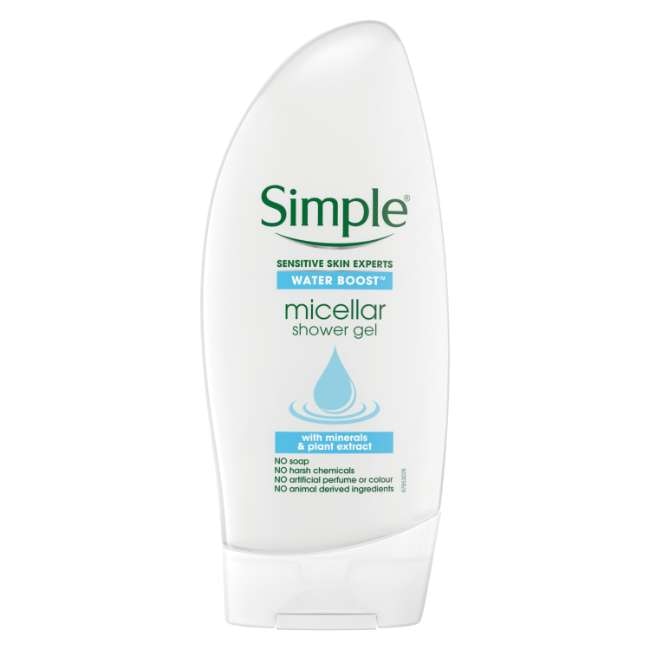 Simple®
SENSITIVE SKIN EXPERTS
WATER BOOST™
micellar
shower gel
with minerals
& plant extract
NO soap
NO harsh chemicals
NO artificial perfume or colour
NO animal derived ingredients